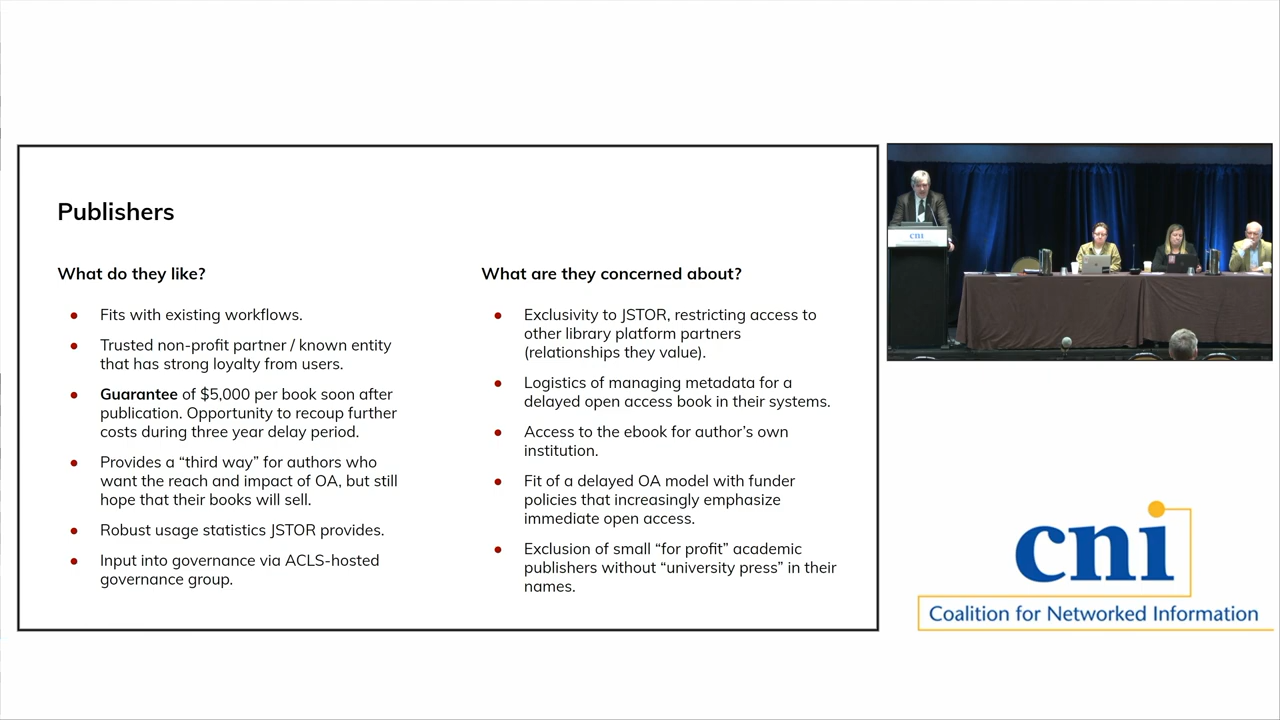 Publishers
What do they like?
Fits with existing workflows.
Trusted non-profit partner / known entity
that has strong loyalty from users.
Guarantee of $5,000 per book soon after
publication. Opportunity to recoup further
costs during three year delay period.
Provides a “third way” for authors who
want the reach and impact of OA, but still
hope that their books will sell.
Robust usage statistics JSTOR provides.
Input into governance via ACLS-hosted
governance group.
What are they concerned about?
Exclusivity to JSTOR, restricting access to
other library platform partners
(relationships they value).
Logistics of managing metadata for a
delayed open access book in their systems.
Access to the ebook for author’s own
institution.
Fit of a delayed OA model with funder
policies that increasingly emphasize
immediate open access.
Exclusion of small “for profit” academic
publishers without “university press” in their
names.
cni
cni
Coalition for Networked Information